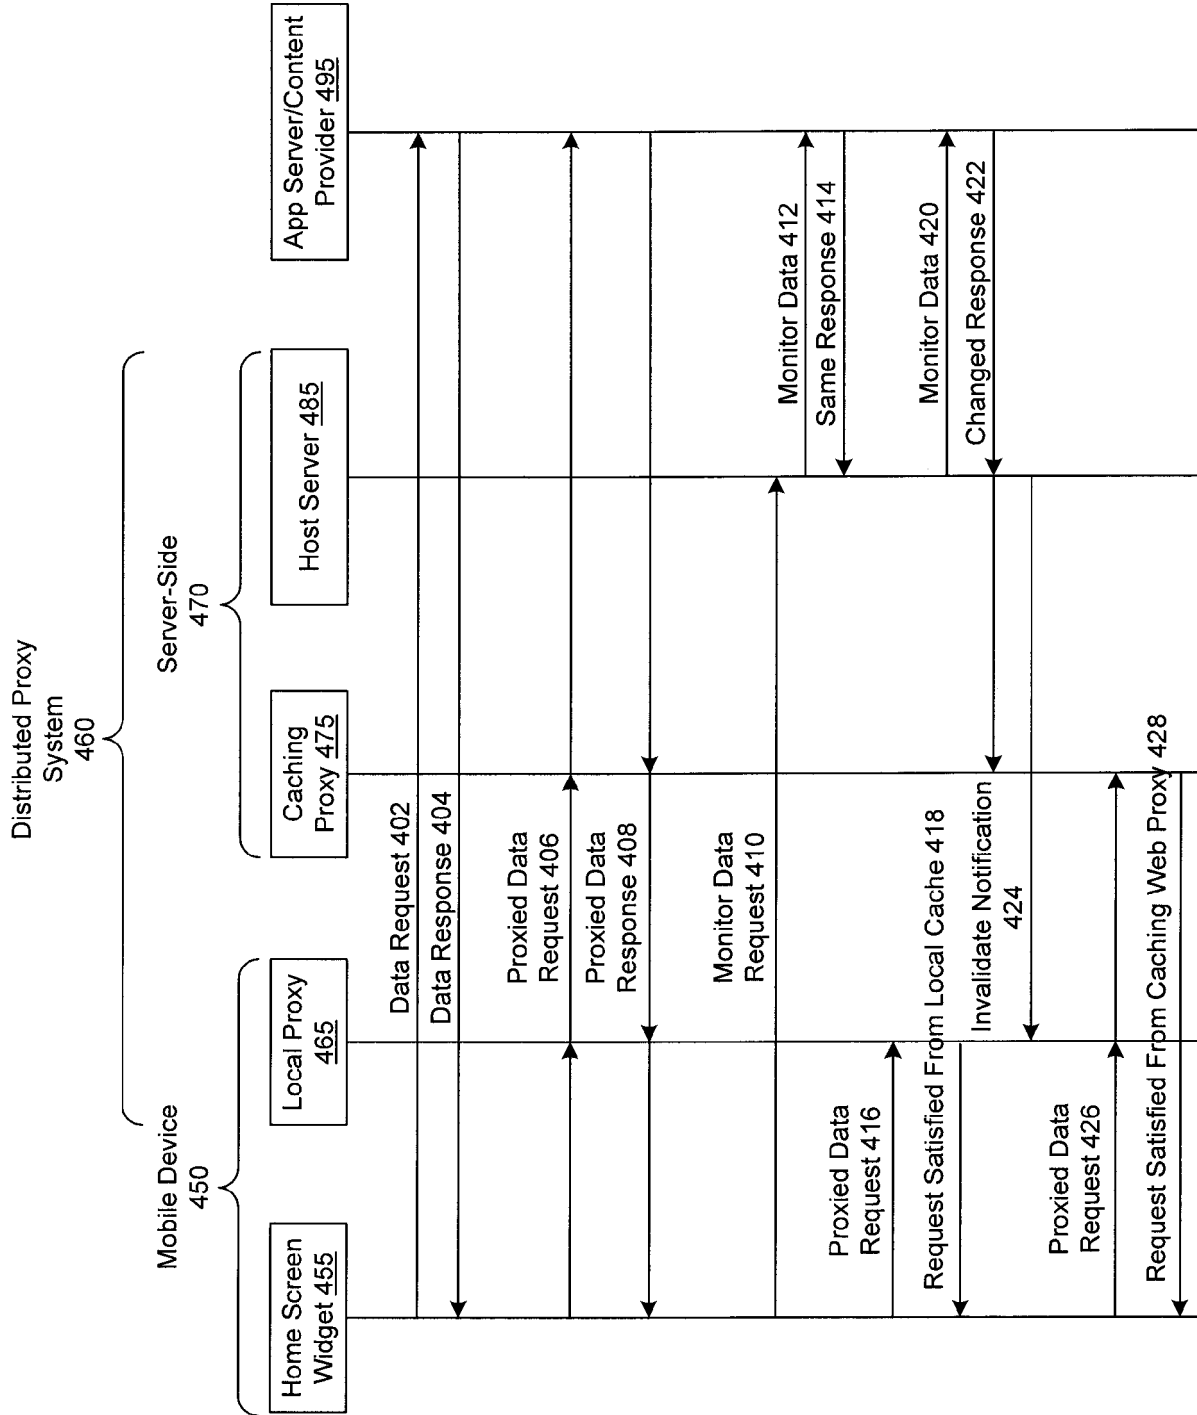 Distributed Proxy
System
460
Mobile Device
450
Server-Side
470
Home Screen
Widget 455
Local Proxy
465
Caching
Proxy 475
Host Server 485
App Server/Content
Provider 495
Data Request 402
Data Response 404
Proxied Data
Request 406
Proxied Data
Response 408
Monitor Data
Request 410
Monitor Data 412
Same Response 414
Proxied Data
Request 416
Request Satisfied From Local Cache 418
Monitor Data 420
Changed Response 422
Invalidate Notification
424
Proxied Data
Request 426
Request Satisfied From Caching Web Proxy 428